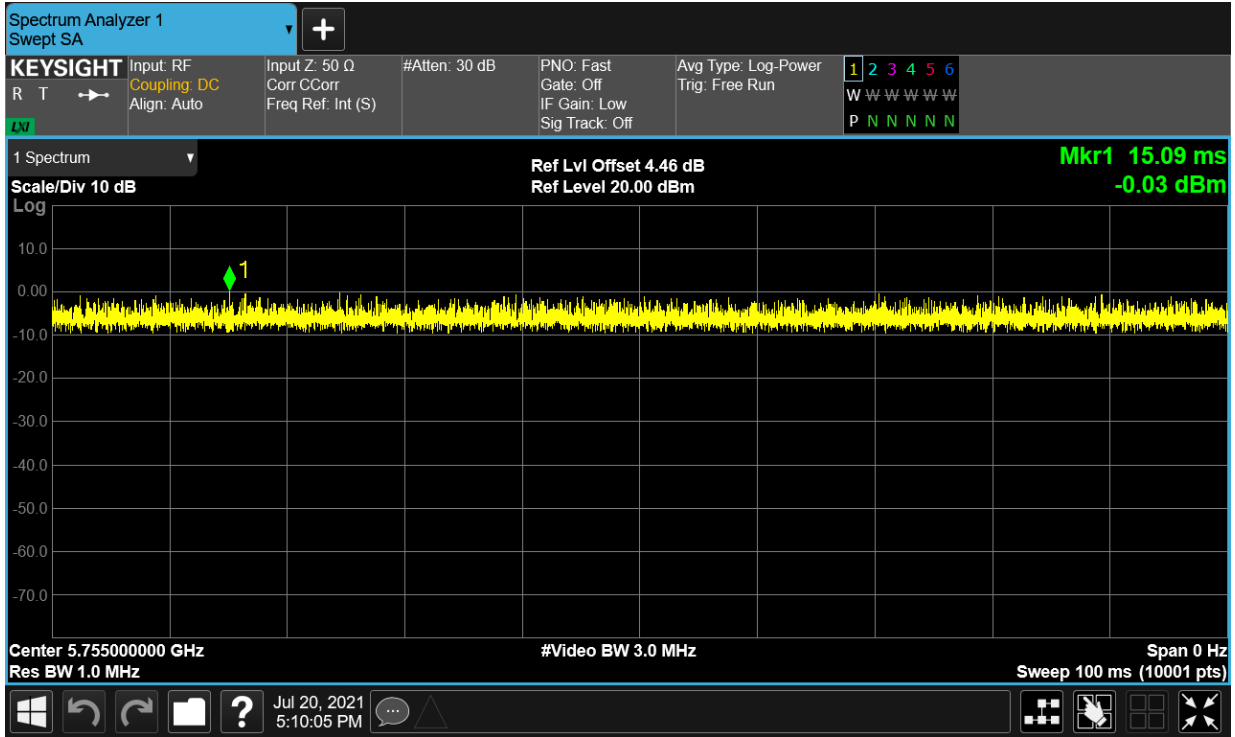 Spectrum Analyzer 1
Swept SA
KEYSIGHT
R T
LXI
Input: RF
Coupling: DC
Align: Auto
Input Z: 50 Ω
Corr CCorr
Freq Ref: Int (S)
#Atten: 30 dB
PNO: Fast
Gate: Off
IF Gain: Low
Sig Track: Off
Avg Type: Log-Power
Trig: Free Run
1 2 3 4 5 6
W W W W W W
P N N N N N
1 Spectrum
Scale/Div 10 dB
Log
Ref Lvl Offset 4.46 dB
Ref Level 20.00 dBm
Mkr1 15.09 ms
-0.03 dBm
10.0
1
0.00
-10.0
-20.0
-30.0
-40.0
-50.0
-60.0
-70.0
Center 5.755000000 GHz
Res BW 1.0 MHz
#Video BW 3.0 MHz
Span 0 Hz
Sweep 100 ms (10001 pts)
?
Jul 20, 2021
5:10:05 PM